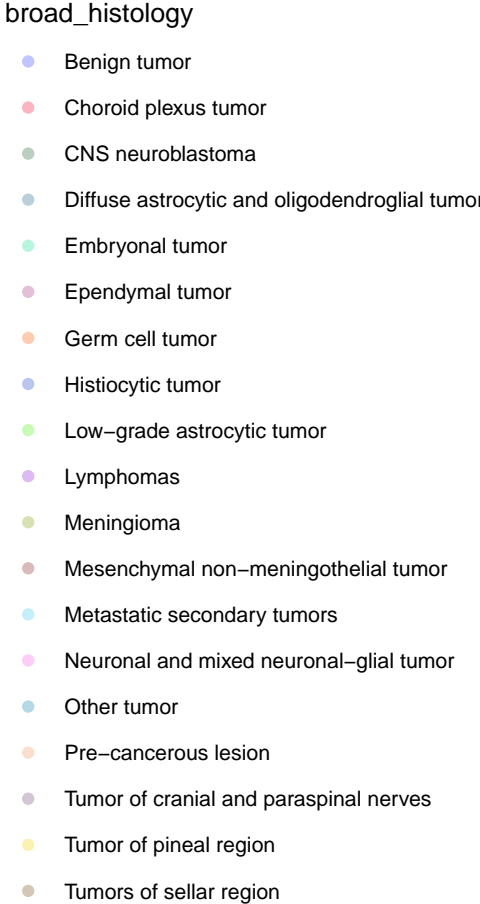 broad_histology
Benign tumor
Choroid plexus tumor
CNS neuroblastoma
Diffuse astrocytic and oligodendroglial tumor
Embryonal tumor
Ependymal tumor
Germ cell tumor
Histiocytic tumor
Low−grade astrocytic tumor
Lymphomas
Meningioma
Mesenchymal non−meningothelial tumor
Metastatic secondary tumors
Neuronal and mixed neuronal−glial tumor
Other tumor
Pre−cancerous lesion
Tumor of cranial and paraspinal nerves
Tumor of pineal region
Tumors of sellar region